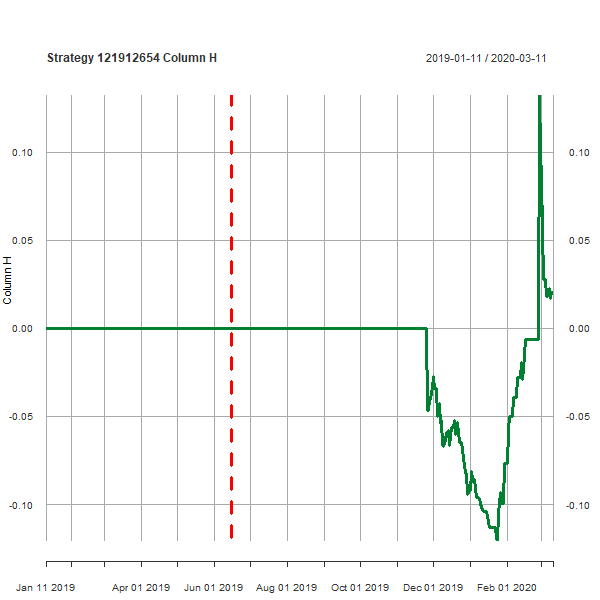 Strategy 121912654 Column H
2019-01-11 / 2020-03-11
0.10
0.10
0.05
0.05
Column H
0.00
0.00
-0.05
-0.05
-0.10
-0.10
Jan 11 2019
Apr 01 2019
Jun 01 2019
Aug 01 2019
Oct 01 2019
Dec 01 2019
Feb 01 2020